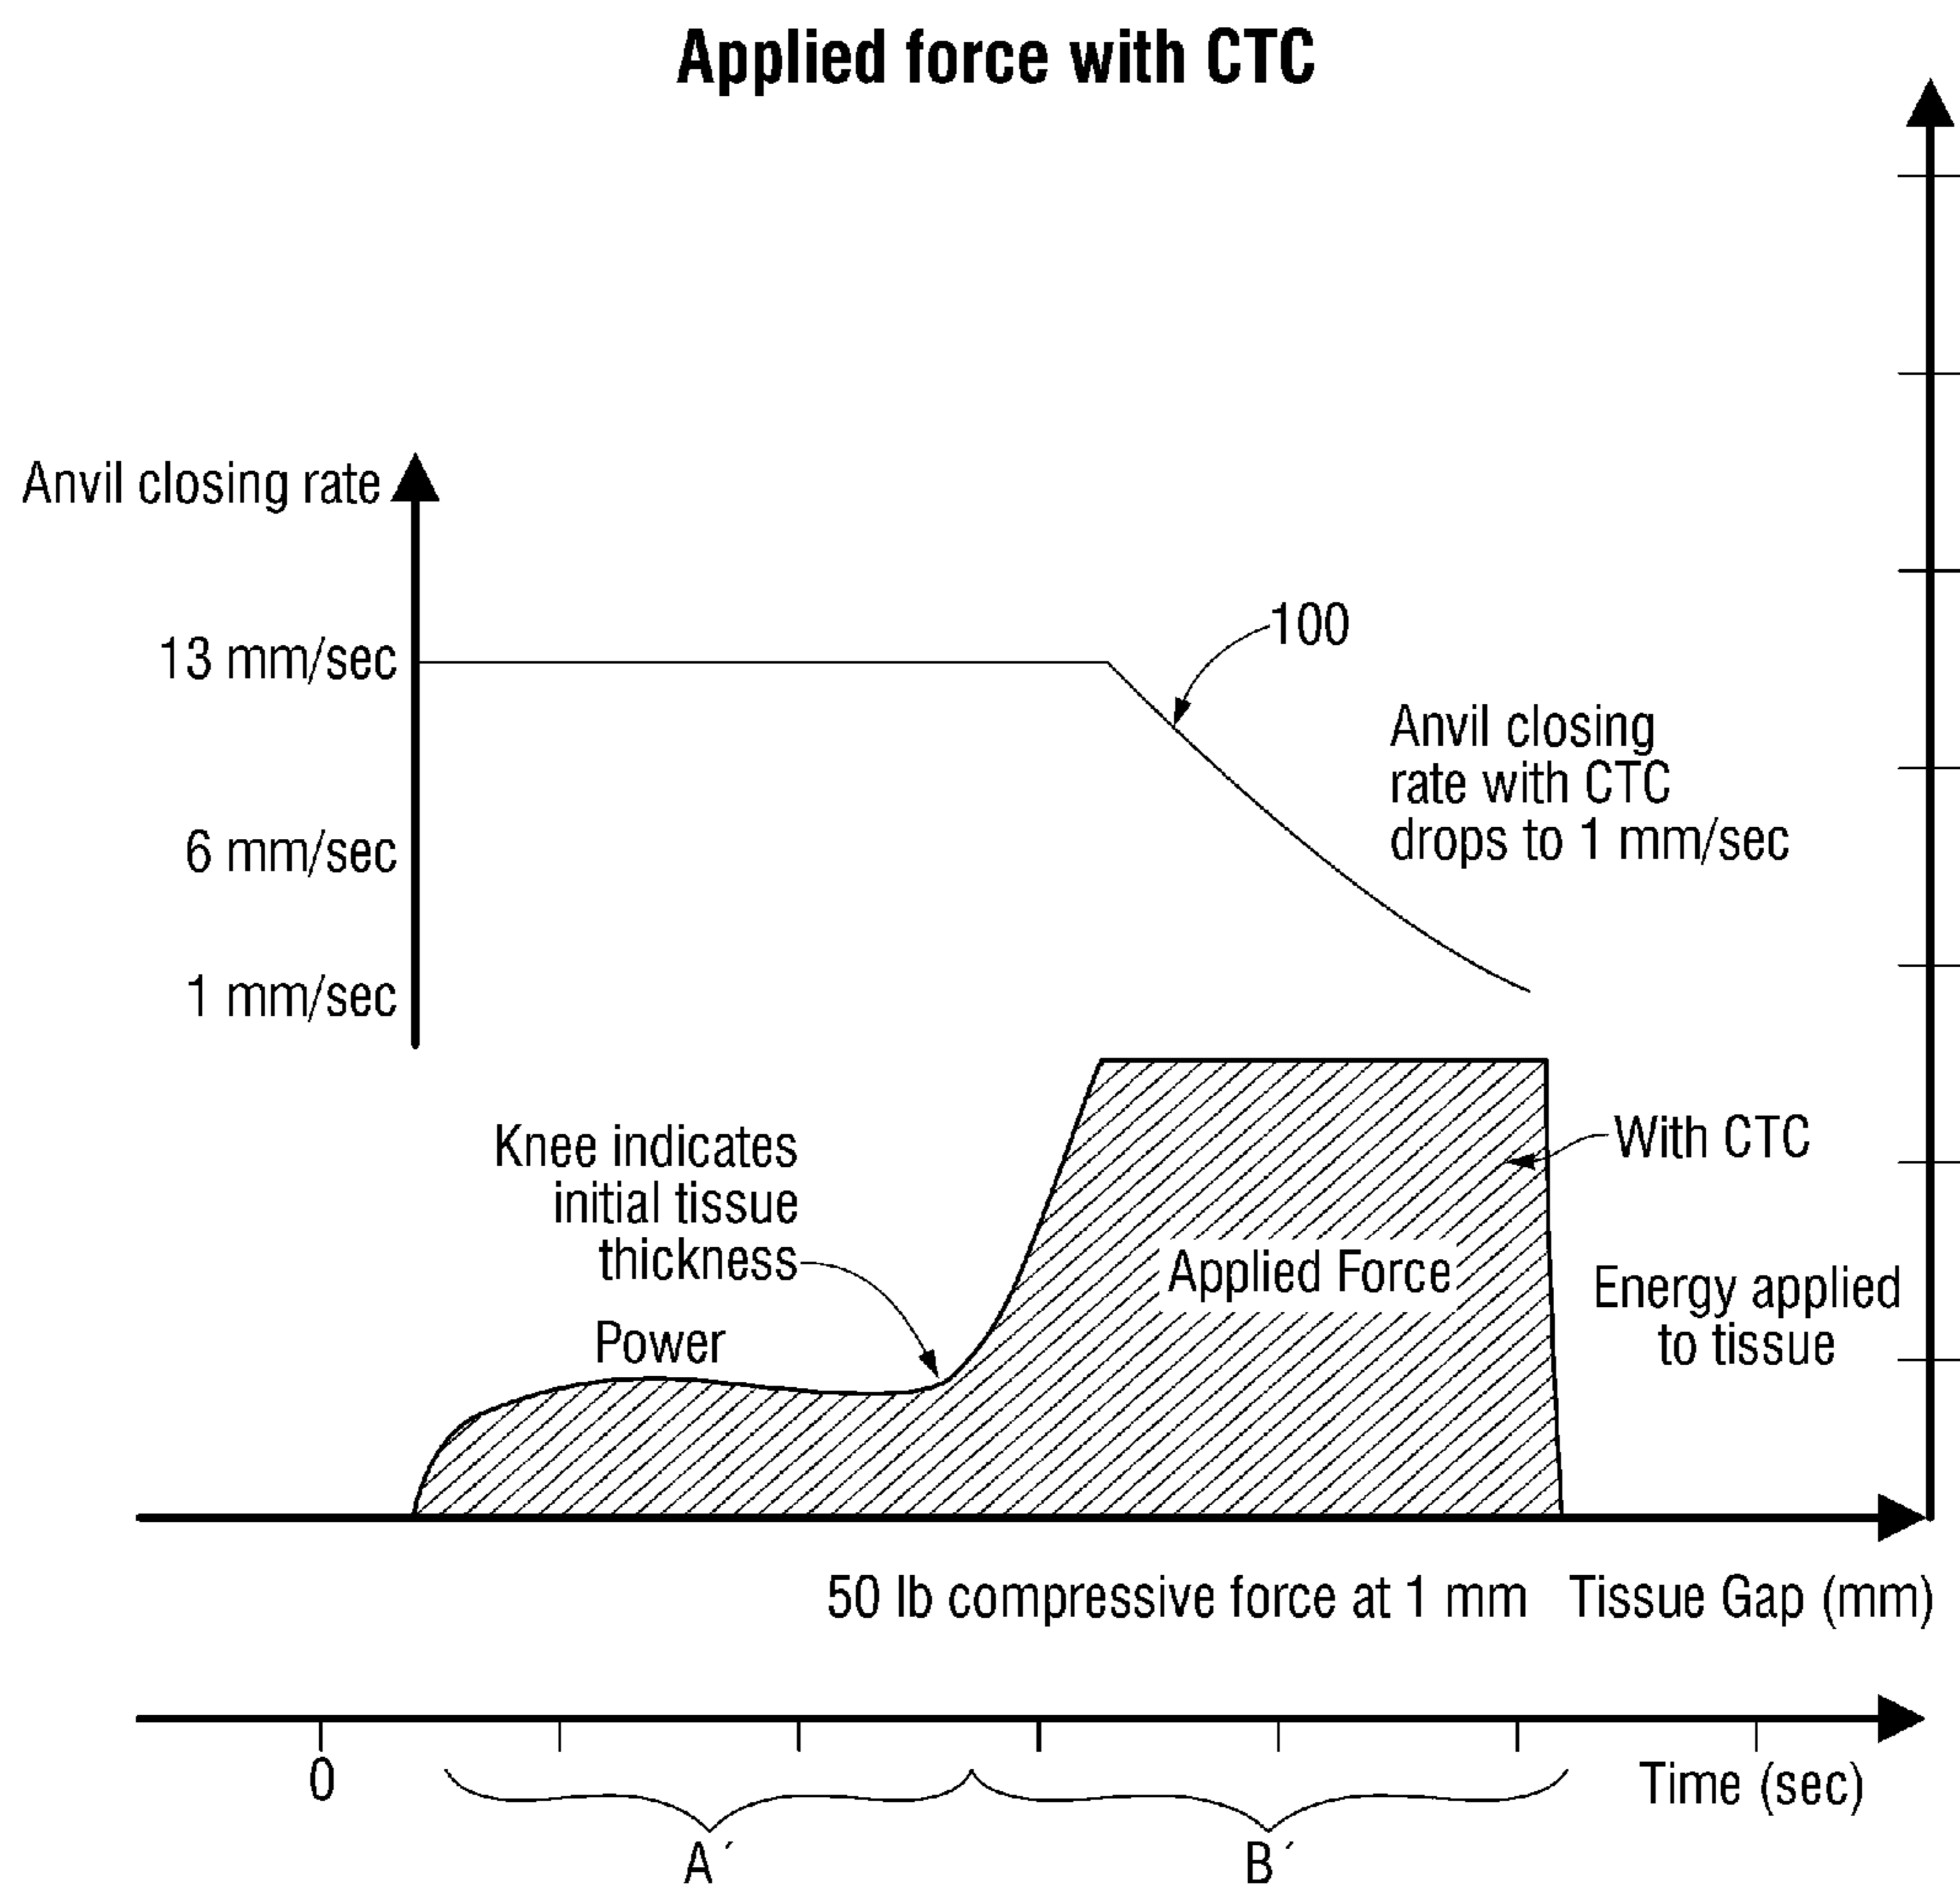 Applied force with CTC
Anvil closing rate
13 mm/sec
6 mm/sec
1 mm/sec
100
Anvil closing
rate with CTC
drops to 1 mm/sec
Knee indicates
initial tissue
thickness
Power
With CTC
Applied Force
Energy applied
to tissue
50 lb compressive force at 1 mm
Tissue Gap (mm)
0
Time (sec)
A´
B´